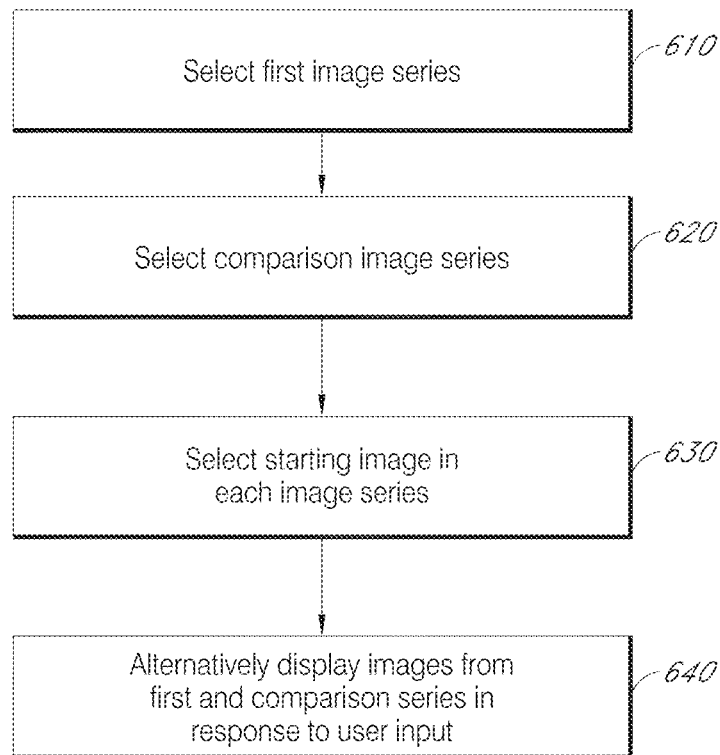 Select first image series
610
Select comparison image series
620
Select starting image in
each image series
630
Alternatively display images from
first and comparison series in
response to user input
640